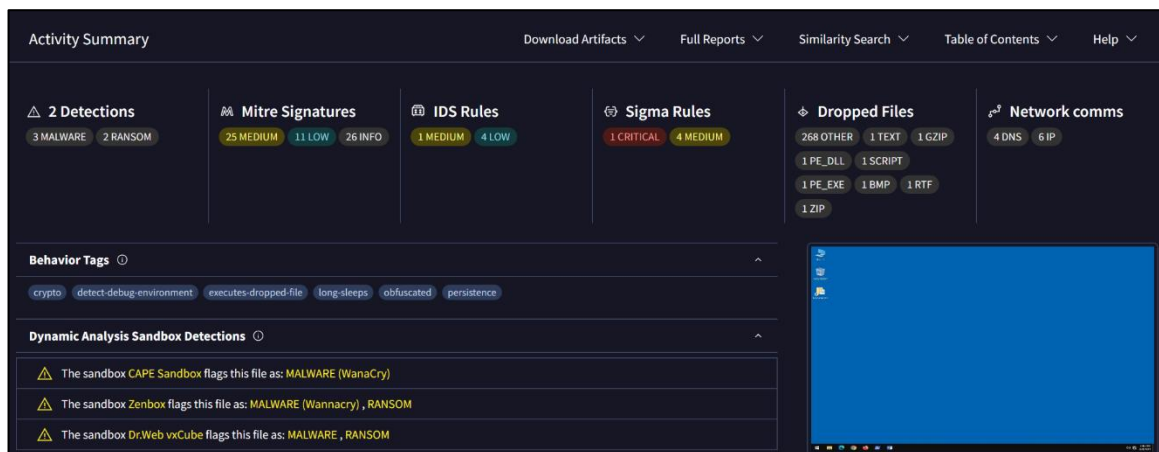 Activity Summary
Download Artifacts
Full Reports
Similarity Search
Table of Contents
Help
2 Detections
3 MALWARE 2 RANSOM
Mitre Signatures
25 MEDIUM 11 LOW 26 INFO
IDS Rules
1 MEDIUM 4 LOW
Sigma Rules
1 CRITICAL 4 MEDIUM
Dropped Files
268 OTHER 1 TEXT 1 GZIP
1 PE_DLL 1 SCRIPT
1 PE_EXE 1 BMP 1 RTF
1 ZIP
Network comms
4 DNS 6 IP
Behavior Tags
crypto detect-debug-environment executes-dropped-file long-sleeps obfuscated persistence
Dynamic Analysis Sandbox Detections
The sandbox CAPE Sandbox flags this file as: MALWARE (WanaCry)
The sandbox Zenbox flags this file as: MALWARE (Wannacry) , RANSOM
The sandbox Dr.Web vxCube flags this file as: MALWARE , RANSOM